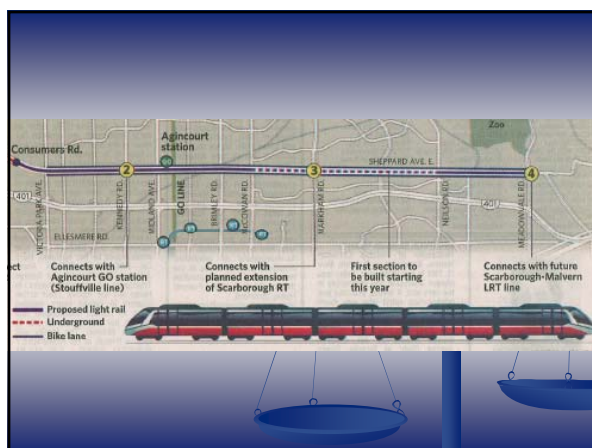 Zoo
Consumers Rd.
Agincourt
station
SHEPPARD AVE. E.
2
3
4
401
401
VICTORIA PARK AVE.
KENNEDY RD.
MIDLAND AVE.
GO LINE
BRIMLEY RD.
McCOWAN RD.
MARKHAM RD.
NEILSON RD.
MEADOWVALE RD.
ELLESMERE RD.
ect
Connects with
Agincourt GO station
(Stouffville line)
Connects with
planned extension
of Scarborough RT
First section to
be built starting
this year
Connects with future
Scarborough-Malvern
LRT line
Proposed light rail
Underground
Bike lane